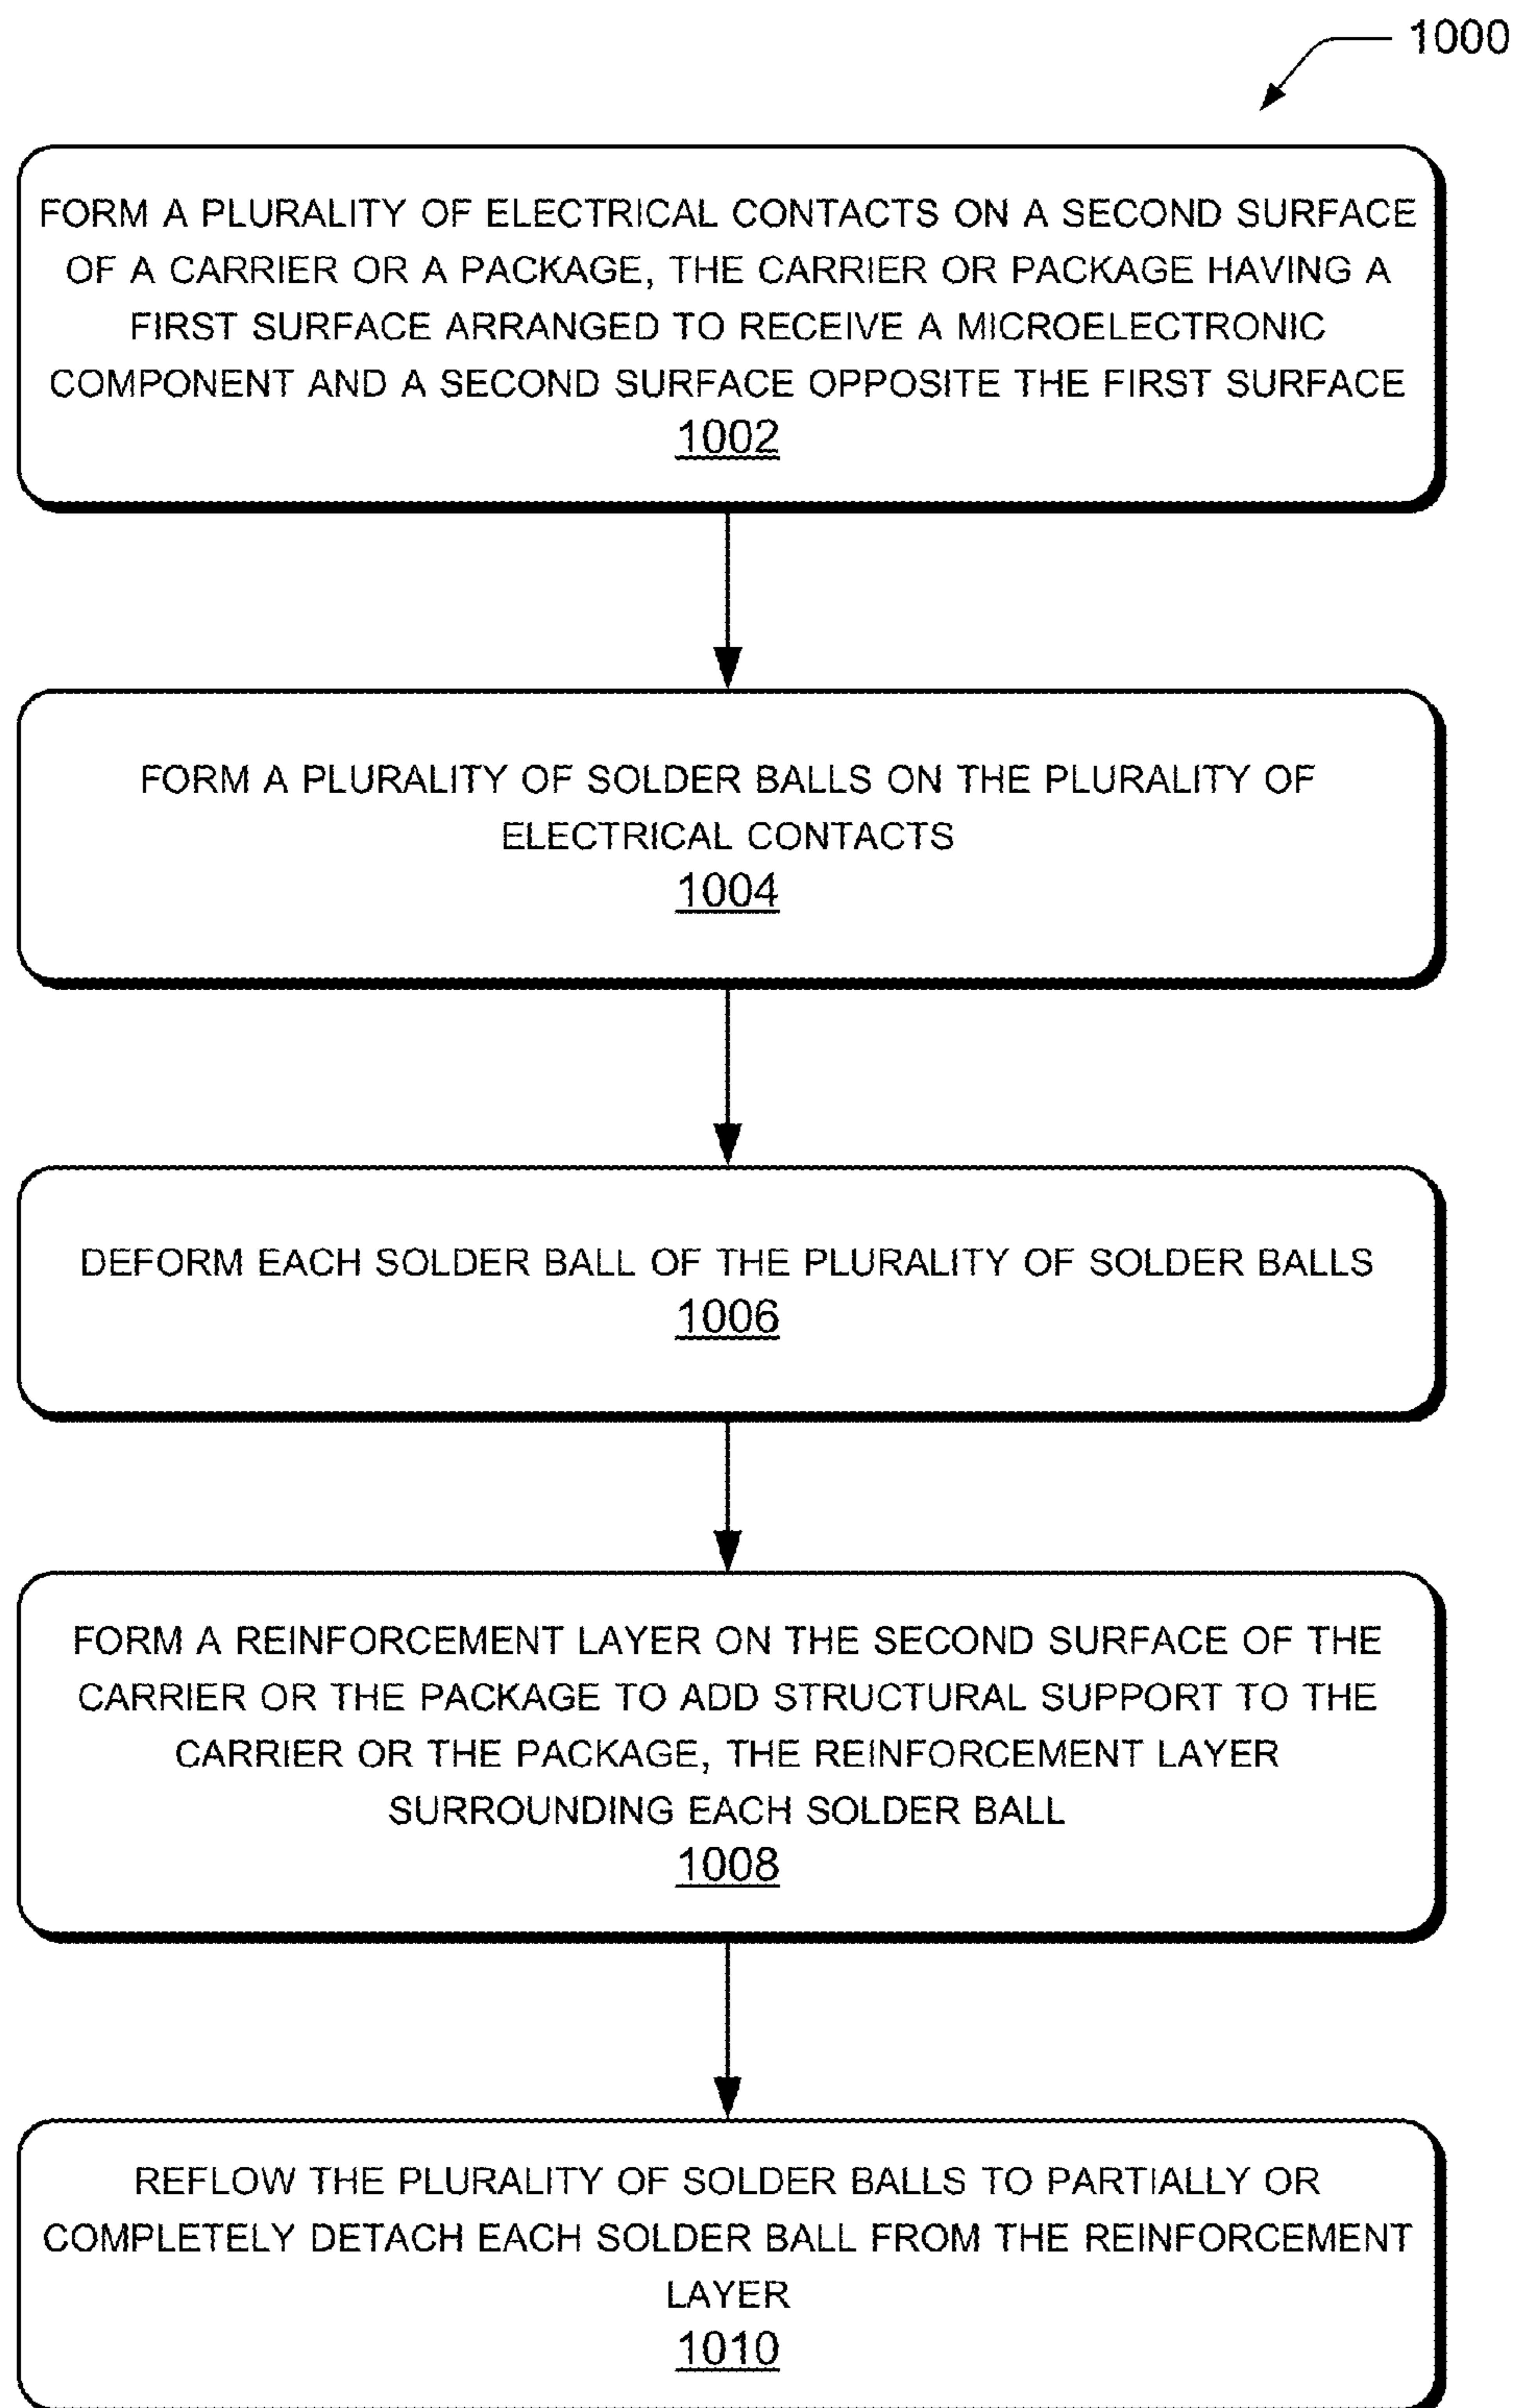 1000
FORM A PLURALITY OF ELECTRICAL CONTACTS ON A SECOND SURFACE
OF A CARRIER OR A PACKAGE, THE CARRIER OR PACKAGE HAVING A
FIRST SURFACE ARRANGED TO RECEIVE A MICROELECTRONIC
COMPONENT AND A SECOND SURFACE OPPOSITE THE FIRST SURFACE
1002
FORM A PLURALITY OF SOLDER BALLS ON THE PLURALITY OF
ELECTRICAL CONTACTS
1004
DEFORM EACH SOLDER BALL OF THE PLURALITY OF SOLDER BALLS
1006
FORM A REINFORCEMENT LAYER ON THE SECOND SURFACE OF THE
CARRIER OR THE PACKAGE TO ADD STRUCTURAL SUPPORT TO THE
CARRIER OR THE PACKAGE, THE REINFORCEMENT LAYER
SURROUNDING EACH SOLDER BALL
1008
REFLOW THE PLURALITY OF SOLDER BALLS TO PARTIALLY OR
COMPLETELY DETACH EACH SOLDER BALL FROM THE REINFORCEMENT
LAYER
1010